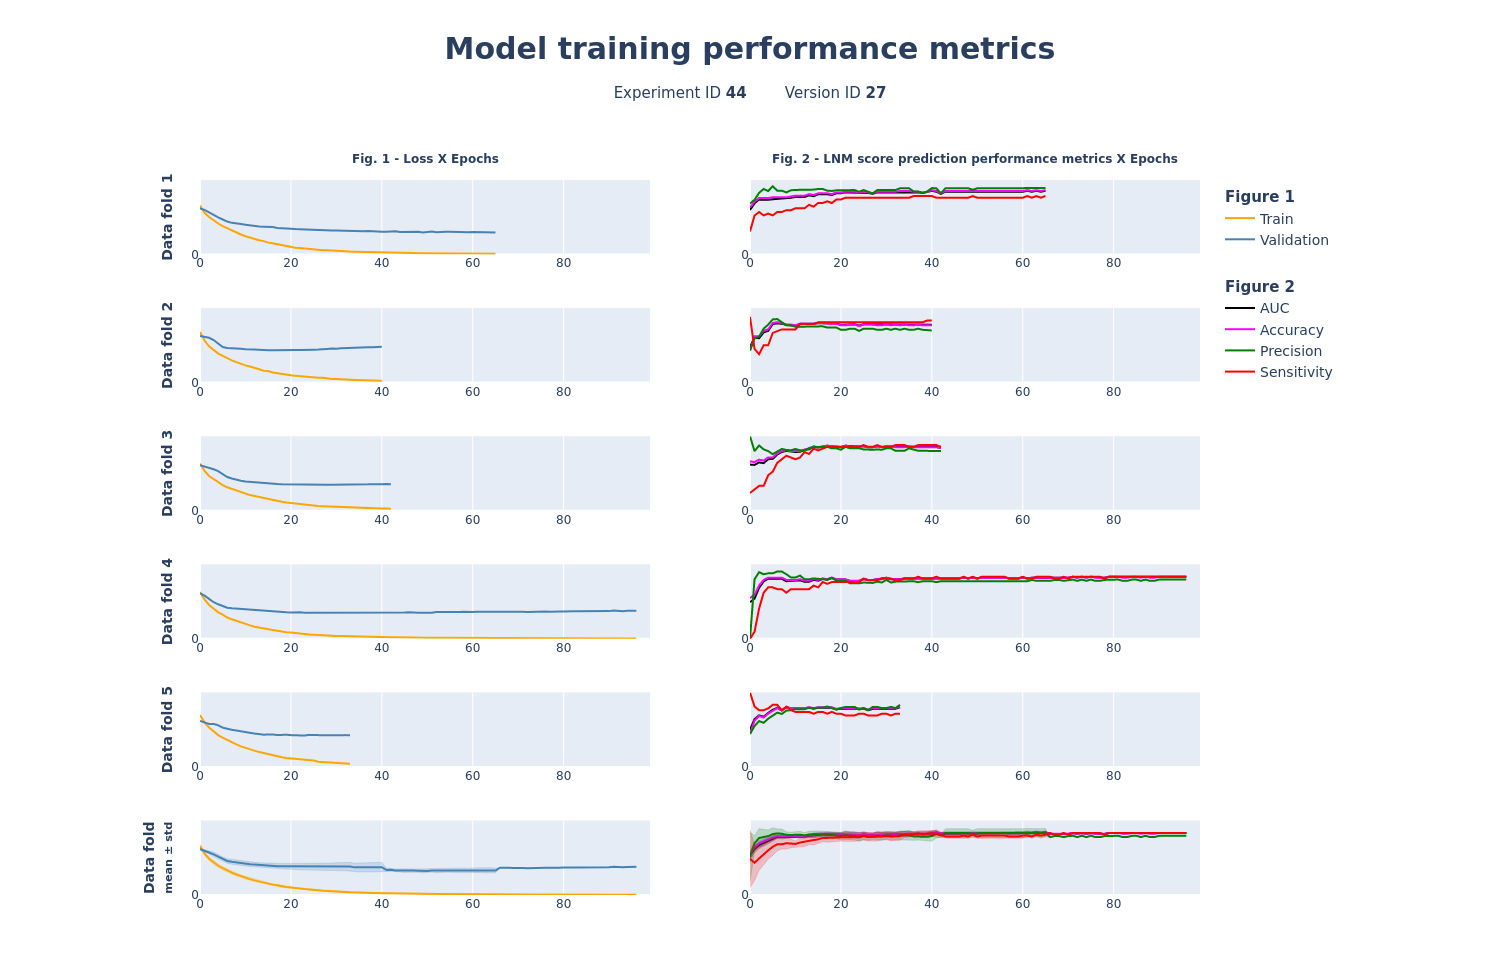 Model training performance metrics
Experiment ID 44 Version ID 27
Fig. 1 - Loss X Epochs
Fig. 2 - LNM score prediction performance metrics X Epochs
Data fold 1
0
0 20 40 60 80
0
0 20 40 60 80
Figure 1
Train
Validation
Figure 2
AUC
Accuracy
Precision
Sensitivity
Data fold 2
0
0 20 40 60 80
0
0 20 40 60 80
Data fold 3
0
0 20 40 60 80
0
0 20 40 60 80
Data fold 4
0
0 20 40 60 80
0
0 20 40 60 80
Data fold 5
0
0 20 40 60 80
0
0 20 40 60 80
Data fold
mean ± std
0
0 20 40 60 80
0
0 20 40 60 80